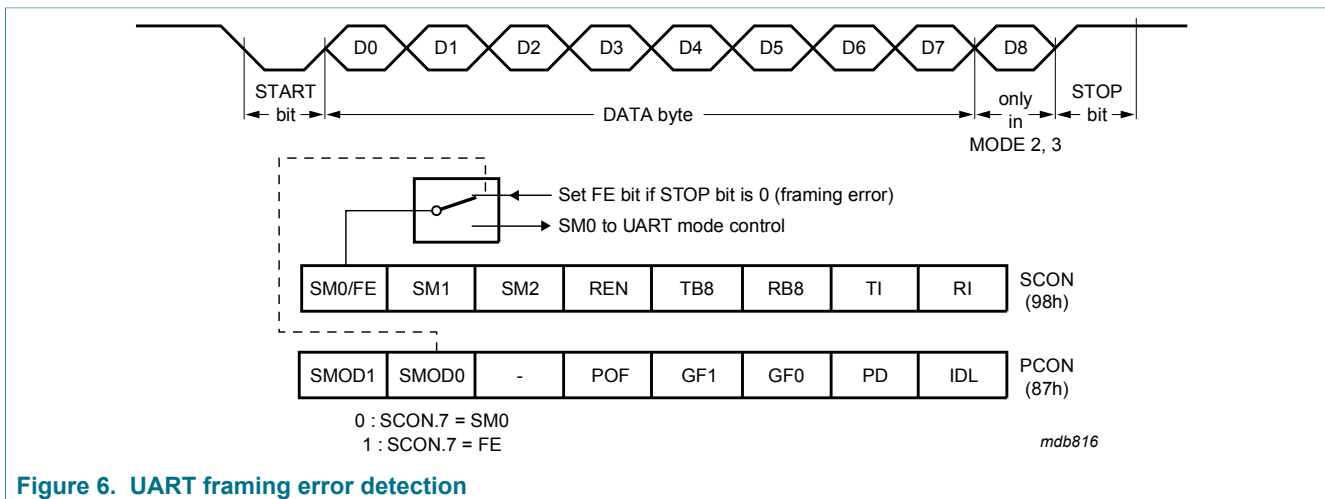 D0 D1 D2 D3 D4 D5 D6 D7 D8
START
bit
DATA byte
only
in
MODE 2, 3
STOP
bit
Set FE bit if STOP bit is 0 (framing error)
SM0 to UART mode control
SM0/FE SM1 SM2 REN TB8 RB8 TI RI
SCON
(98h)
SMOD1 SMOD0 - POF GF1 GF0 PD IDL
PCON
(87h)
0 : SCON.7 = SM0
1 : SCON.7 = FE
mdb816
Figure 6. UART framing error detection